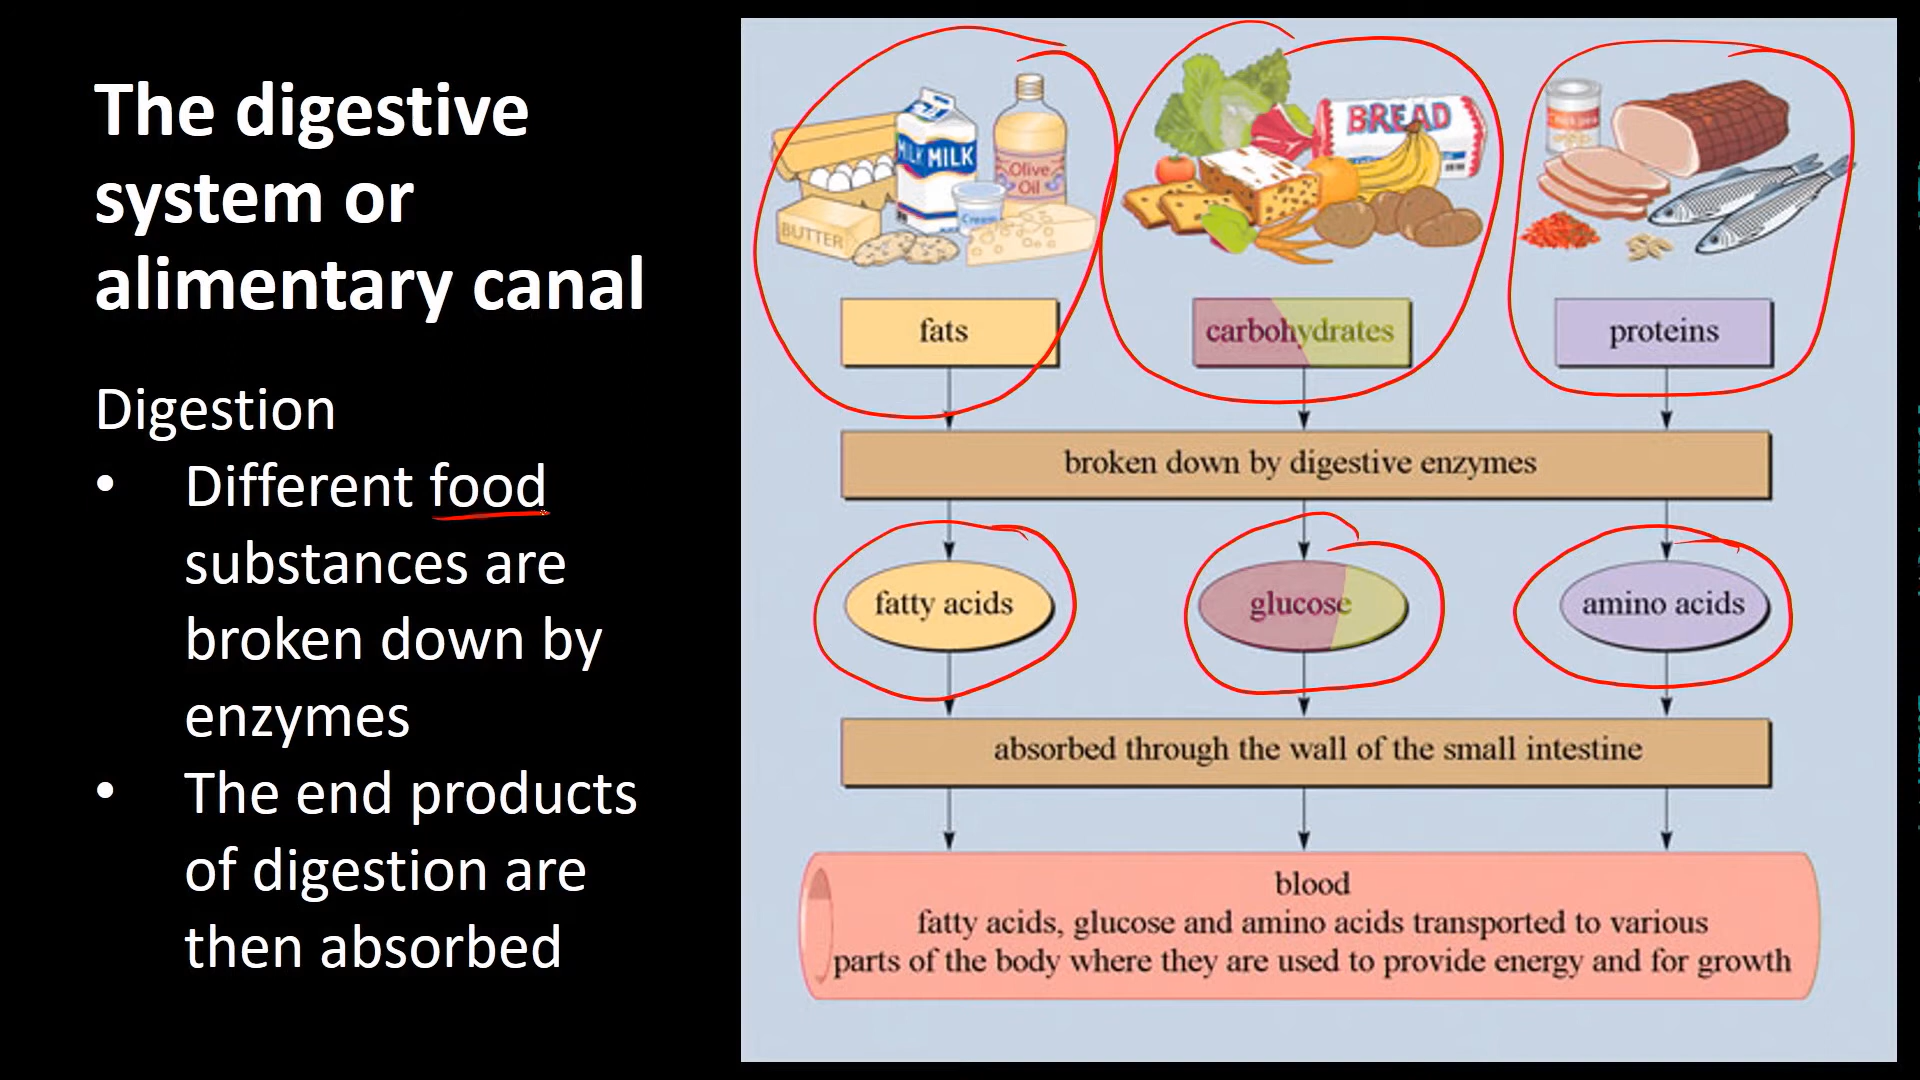 The digestive
system or
alimentary canal
Digestion
• Different food
substances are
broken down by
enzymes
• The end products
of digestion are
then absorbed
MILK MILK
Olive
Oil
Cream
BUTTER
BREAD
fats
carbohydrates
proteins
broken down by digestive enzymes
fatty acids
glucose
amino acids
absorbed through the wall of the small intestine
blood
fatty acids, glucose and amino acids transported to various
parts of the body where they are used to provide energy and for growth